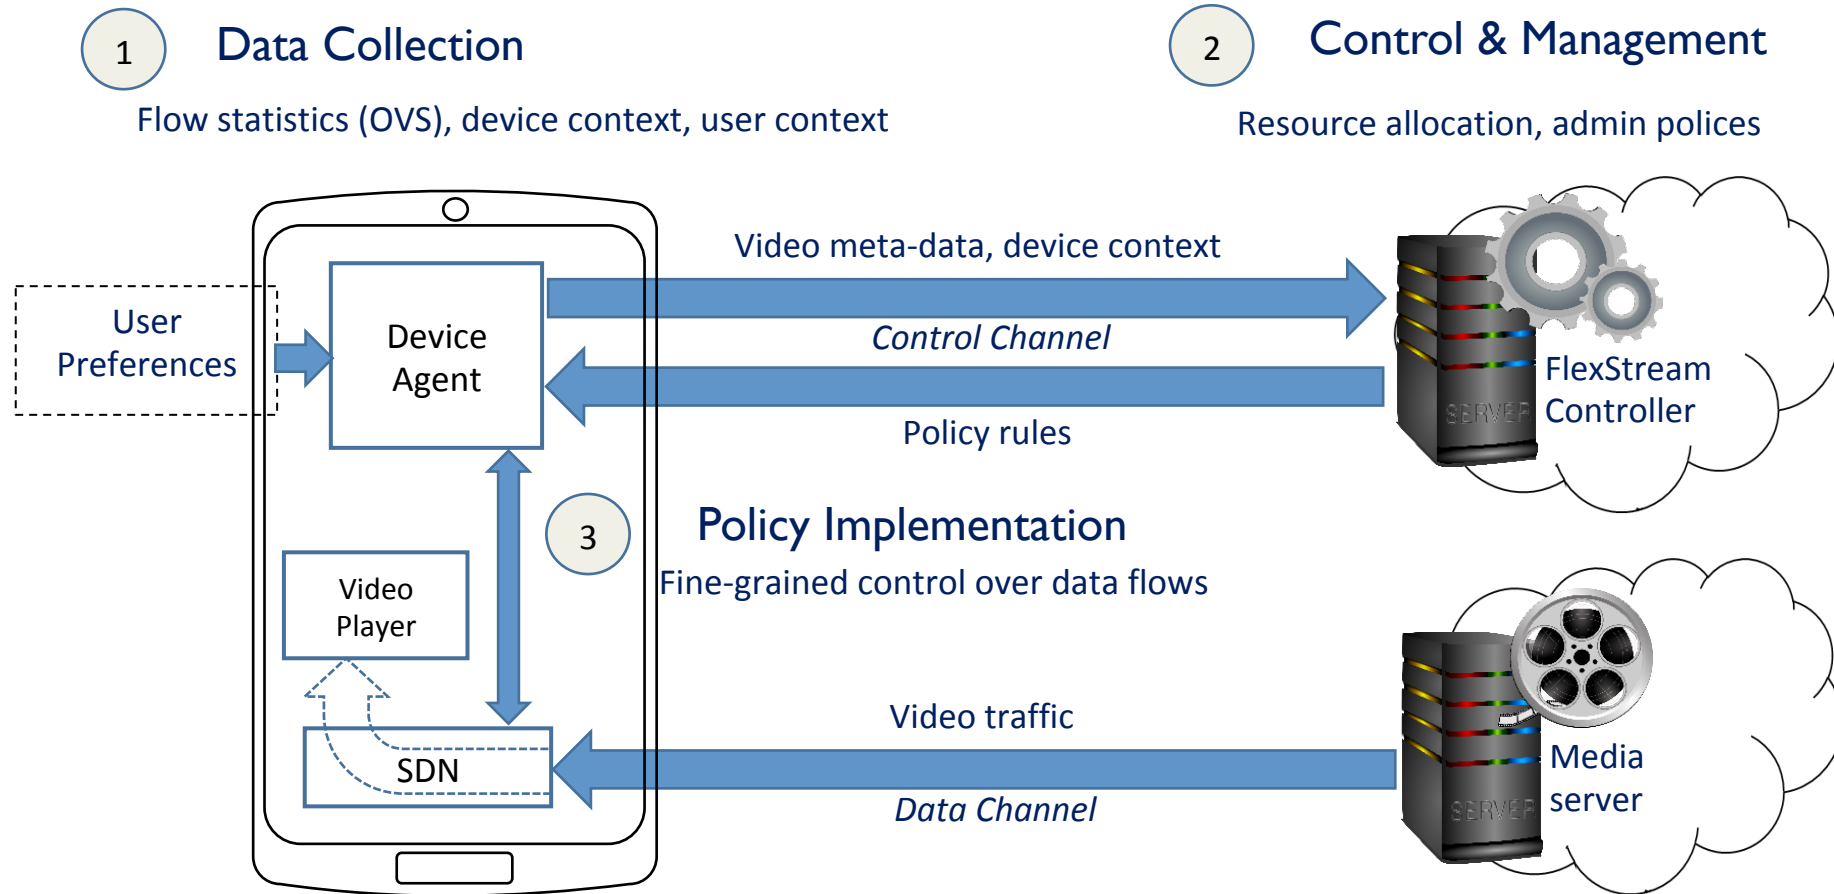 1
Data Collection
Flow statistics (OVS), device context, user context
2
Control & Management
Resource allocation, admin polices
User
Preferences
Device
Agent
Video meta-data, device context
Control Channel
Policy rules
SERVER
FlexStream
Controller
3
Policy Implementation
Fine-grained control over data flows
Video
Player
SDN
Video traffic
Data Channel
SERVER
Media
server